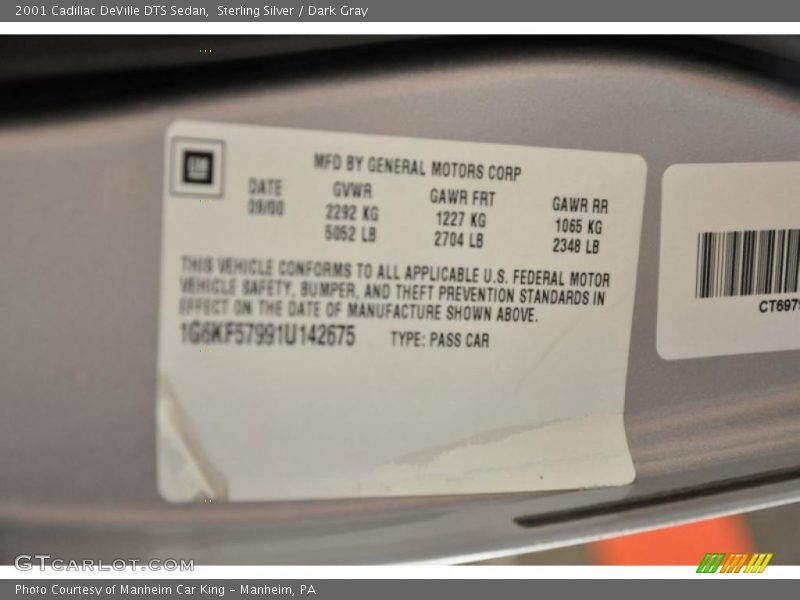 2001 Cadillac DeVille DTS Sedan,  Sterling Silver / Dark Gray
GM
MFD BY GENERAL MOTORS CORP
DATE GVWR GAWR FRT GAWR RR
09/00 2292 KG 1227 KG 1065 KG
5052 LB 2704 LB 2348 LB
THIS VEHICLE CONFORMS TO ALL APPLICABLE U.S. FEDERAL MOTOR
VEHICLE SAFETY, BUMPER, AND THEFT PREVENTION STANDARDS IN
EFFECT ON THE DATE OF MANUFACTURE SHOWN ABOVE.
1G6KF57991U142675 TYPE: PASS CAR
CT697
GTCARLOT.COM
Photo Courtesy of Manheim Car King – Manheim, PA